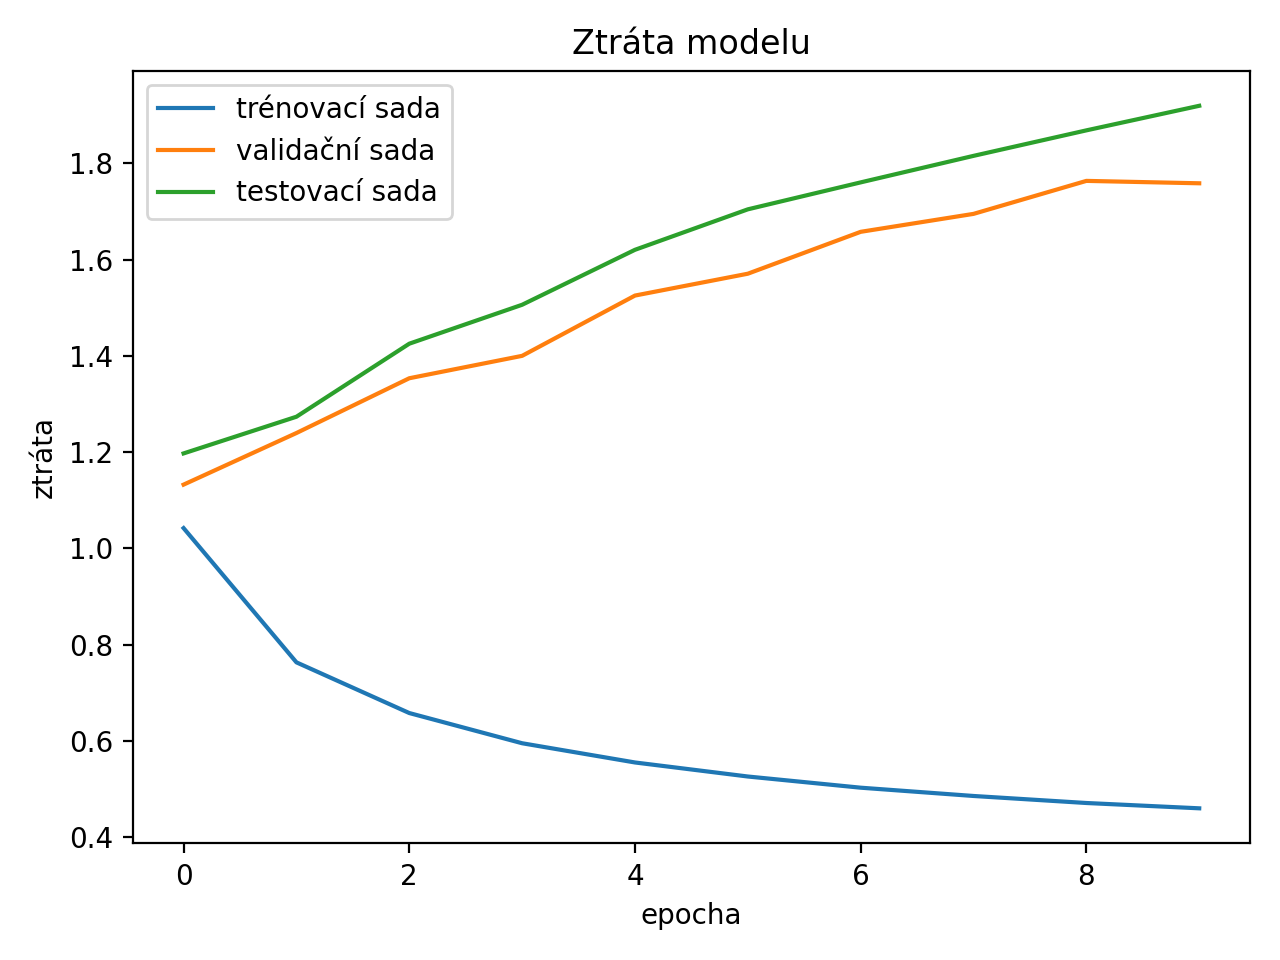 Ztráta modelu
trénovací sada
validační sada
testovací sada
1.8
1.6
1.4
1.2
1.0
0.8
0.6
0.4
ztráta
0 2 4 6 8
epocha